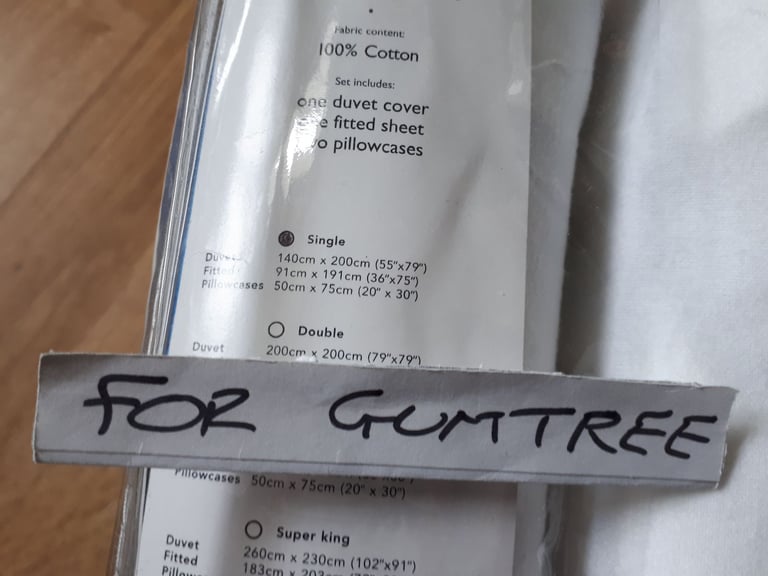 Fabric content:
100% Cotton
Set includes:
one duvet cover
fitted sheet
pillowcases
Single
Duvet 140cm x 200cm (55"x79")
Fitted 91cm x 191cm (36"x75")
Pillowcases 50cm x 75cm (20" x 30")
Double
Duvet 200cm x 200cm (79"x79")
FOR GUMTREE
Pillowcases 50cm x 75cm (20" x 30")
Super king
Duvet 260cm x 230cm (102"x91")
Fitted 183cm x